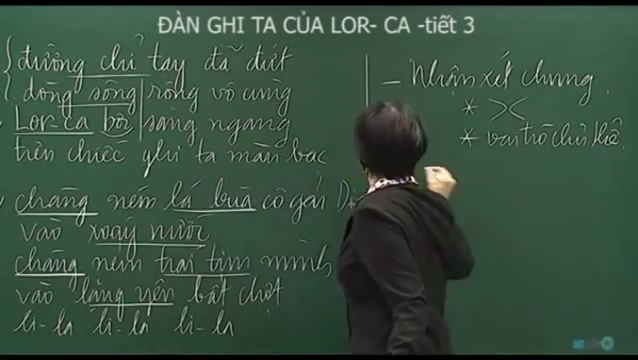 ĐÀN GHI TA CỦA LOR- CA -tiết 3
đường chỉ tay đã đứt
dòng sông rộng vô cùng
Lor-ca bơi sang ngang
trên chiếc ghi ta màu bạc
chàng ném lá bùa cô gái
vào xoáy nước
chàng ném trái tim mình
vào lặng yên bất chợt
li-la li-la li-la
– Nhận xét chung
* ><
* vai trò chủ thể